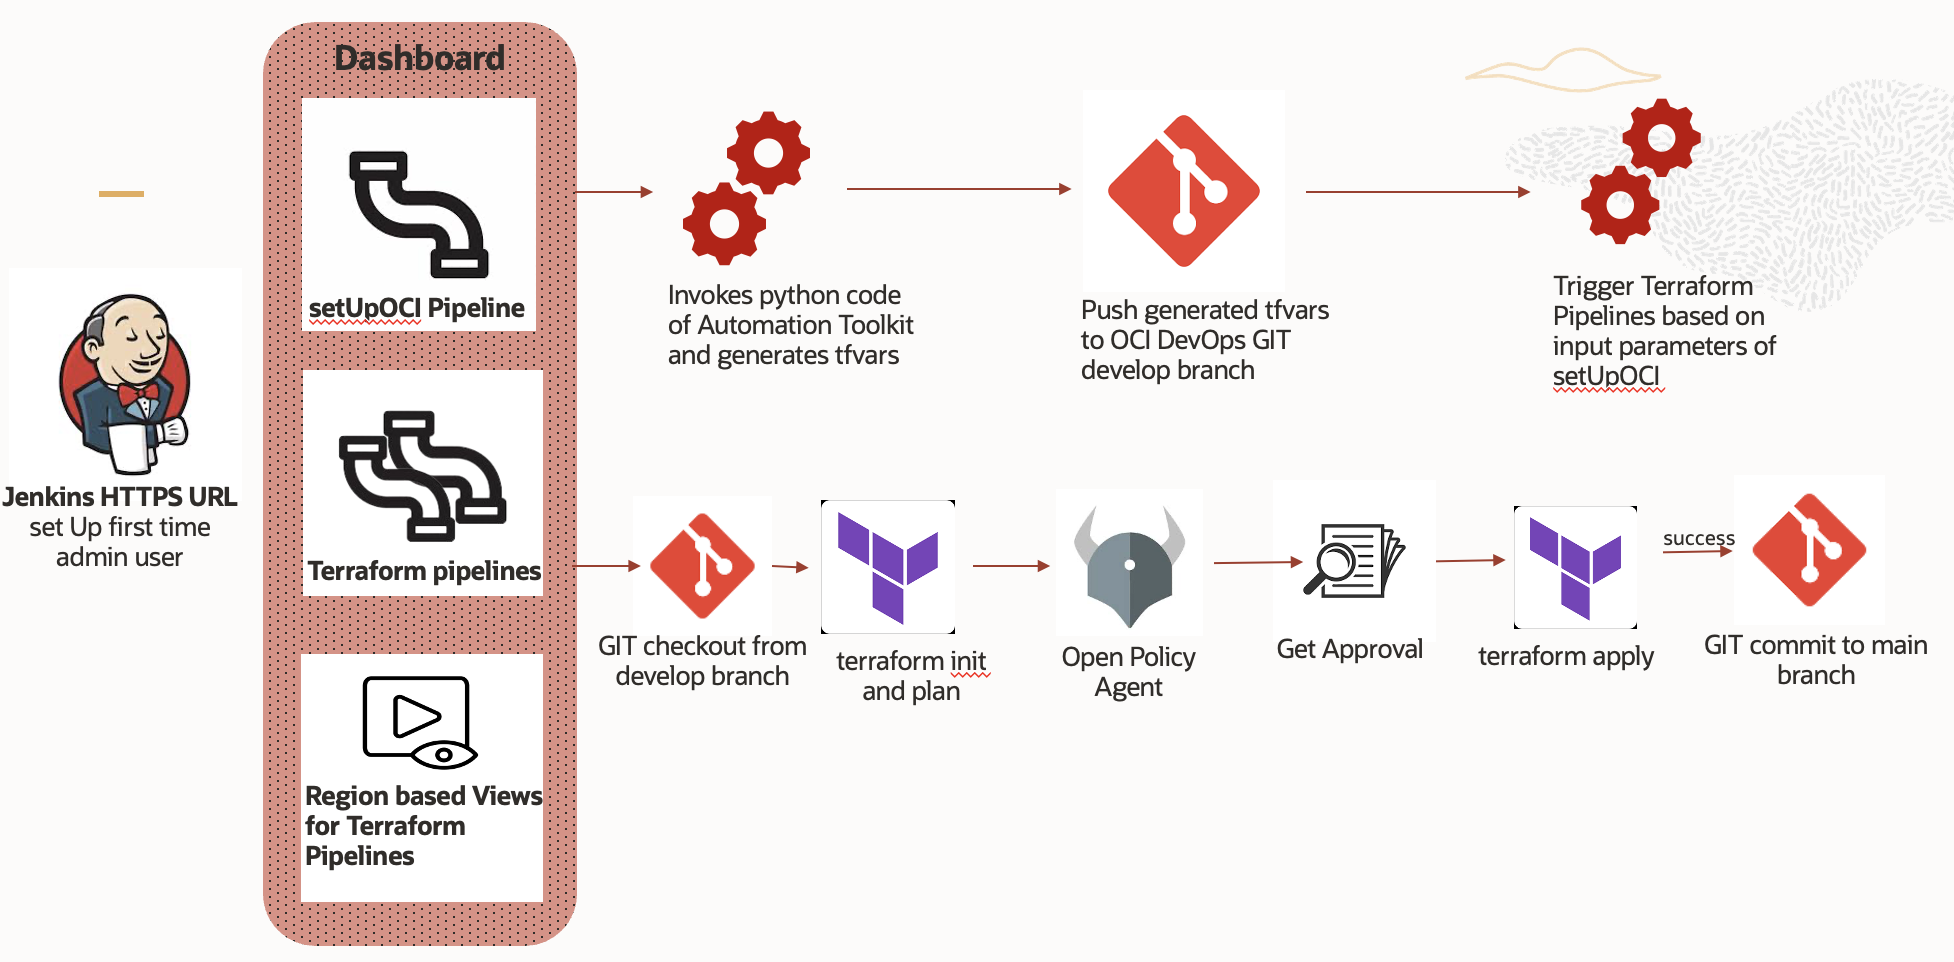 Dashboard
setUpOCI Pipeline
Invokes python code
of Automation Toolkit
and generates tfvars
Push generated tfvars
to OCI DevOps GIT
develop branch
Trigger Terraform
Pipelines based on
input parameters of
setUpOCI
Jenkins HTTPS URL
set Up first time
admin user
Terraform pipelines
GIT checkout from
develop branch
terraform init
and plan
Open Policy
Agent
Get Approval
terraform apply
success
GIT commit to main
branch
Region based Views
for Terraform
Pipelines